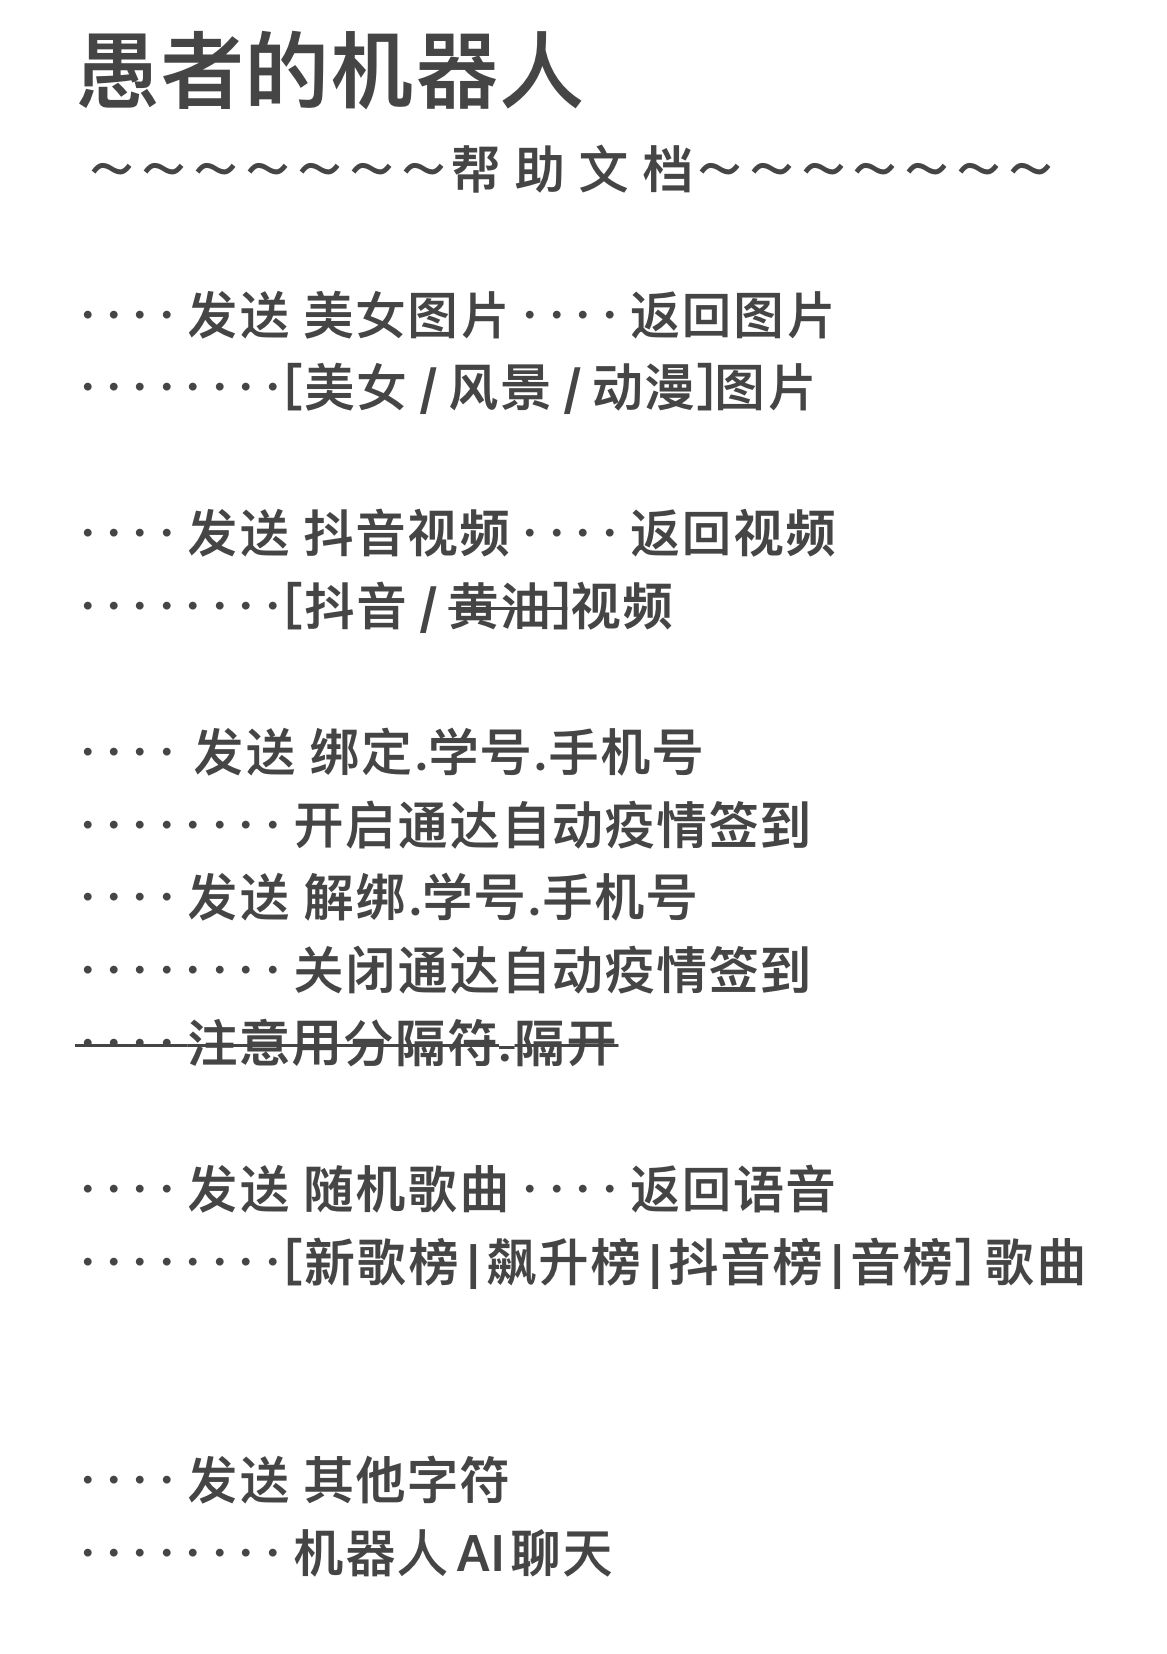 愚者的机器人
～～～～～～～帮 助 文 档～～～～～～～
···· 发送 美女图片 ···· 返回图片
········[美女 / 风景 / 动漫]图片
···· 发送 抖音视频 ···· 返回视频
········[抖音 / 黄油]视频
···· 发送 绑定.学号.手机号
········ 开启通达自动疫情签到
···· 发送 解绑.学号.手机号
········ 关闭通达自动疫情签到
···· 注意用分隔符.隔开
···· 发送 随机歌曲 ···· 返回语音
········[新歌榜|飙升榜|抖音榜|音榜] 歌曲
···· 发送 其他字符
········ 机器人 AI 聊天